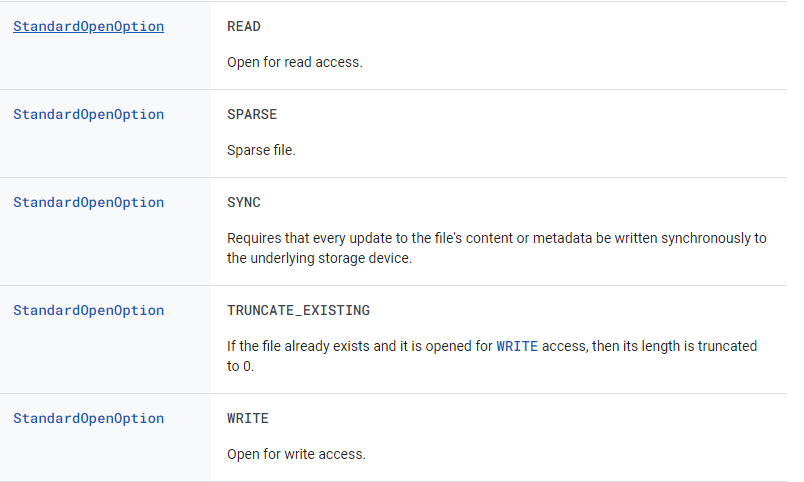 StandardOpenOption READ
Open for read access.
StandardOpenOption SPARSE
Sparse file.
StandardOpenOption SYNC
Requires that every update to the file's content or metadata be written synchronously to
the underlying storage device.
StandardOpenOption TRUNCATE_EXISTING
If the file already exists and it is opened for WRITE access, then its length is truncated
to 0.
StandardOpenOption WRITE
Open for write access.